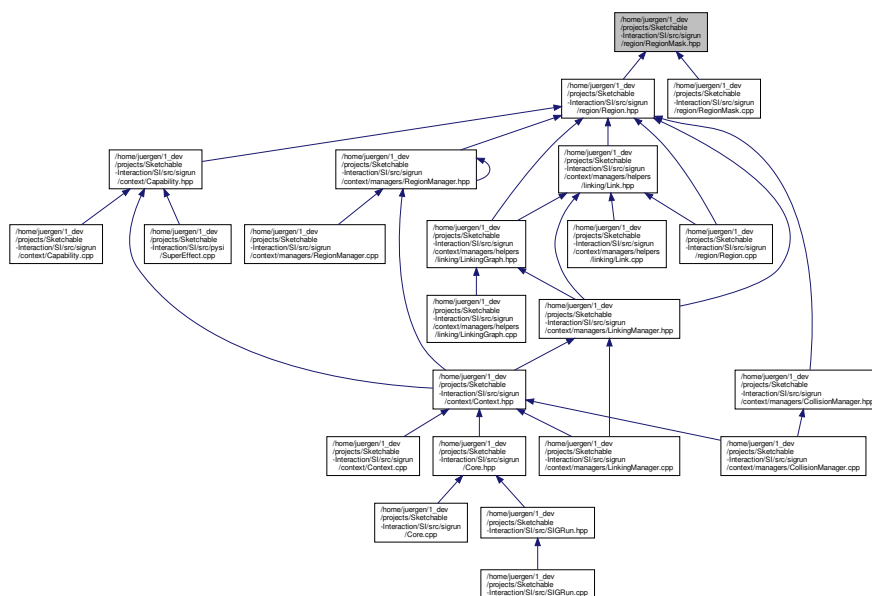 /home/juergen/1_dev
/projects/Sketchable
-Interaction/SI/src/sigrun
/region/RegionMask.hpp
/home/juergen/1_dev
/projects/Sketchable
-Interaction/SI/src/sigrun
/region/Region.hpp
/home/juergen/1_dev
/projects/Sketchable
-Interaction/SI/src/sigrun
/region/RegionMask.cpp
/home/juergen/1_dev
/projects/Sketchable
-Interaction/SI/src/sigrun
/context/Capability.hpp
/home/juergen/1_dev
/projects/Sketchable
-Interaction/SI/src/sigrun
/context/managers/RegionManager.hpp
/home/juergen/1_dev
/projects/Sketchable
-Interaction/SI/src/sigrun
/context/managers/helpers
/linking/Link.hpp
/home/juergen/1_dev
/projects/Sketchable
-Interaction/SI/src/sigrun
/context/Capability.cpp
/home/juergen/1_dev
/projects/Sketchable
-Interaction/SI/src/pysi
/SuperEffect.cpp
/home/juergen/1_dev
/projects/Sketchable
-Interaction/SI/src/sigrun
/context/managers/RegionManager.cpp
/home/juergen/1_dev
/projects/Sketchable
-Interaction/SI/src/sigrun
/context/managers/helpers
/linking/LinkingGraph.hpp
/home/juergen/1_dev
/projects/Sketchable
-Interaction/SI/src/sigrun
/context/managers/helpers
/linking/Link.cpp
/home/juergen/1_dev
/projects/Sketchable
-Interaction/SI/src/sigrun
/region/Region.cpp
/home/juergen/1_dev
/projects/Sketchable
-Interaction/SI/src/sigrun
/context/managers/helpers
/linking/LinkingGraph.cpp
/home/juergen/1_dev
/projects/Sketchable
-Interaction/SI/src/sigrun
/context/managers/LinkingManager.hpp
/home/juergen/1_dev
/projects/Sketchable
-Interaction/SI/src/sigrun
/context/Context.hpp
/home/juergen/1_dev
/projects/Sketchable
-Interaction/SI/src/sigrun
/context/managers/CollisionManager.hpp
/home/juergen/1_dev
/projects/Sketchable
-Interaction/SI/src/sigrun
/context/Context.cpp
/home/juergen/1_dev
/projects/Sketchable
-Interaction/SI/src/sigrun
/Core.hpp
/home/juergen/1_dev
/projects/Sketchable
-Interaction/SI/src/sigrun
/context/managers/LinkingManager.cpp
/home/juergen/1_dev
/projects/Sketchable
-Interaction/SI/src/sigrun
/context/managers/CollisionManager.cpp
/home/juergen/1_dev
/projects/Sketchable
-Interaction/SI/src/sigrun
/Core.cpp
/home/juergen/1_dev
/projects/Sketchable
-Interaction/SI/src/SIGRun.hpp
/home/juergen/1_dev
/projects/Sketchable
-Interaction/SI/src/SIGRun.cpp